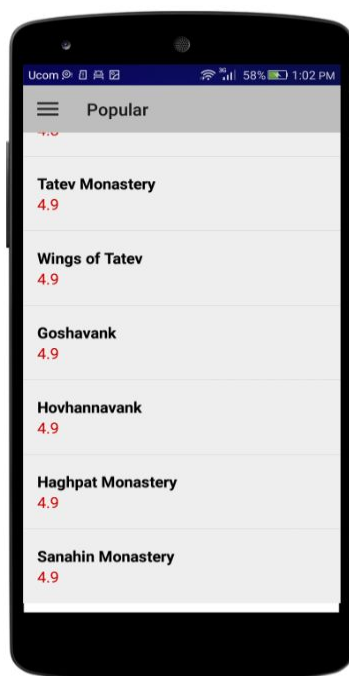 Ucom 3G 58% 1:02 PM
Popular
Tatev Monastery
4.9
Wings of Tatev
4.9
Goshavank
4.9
Hovhannavank
4.9
Haghpat Monastery
4.9
Sanahin Monastery
4.9